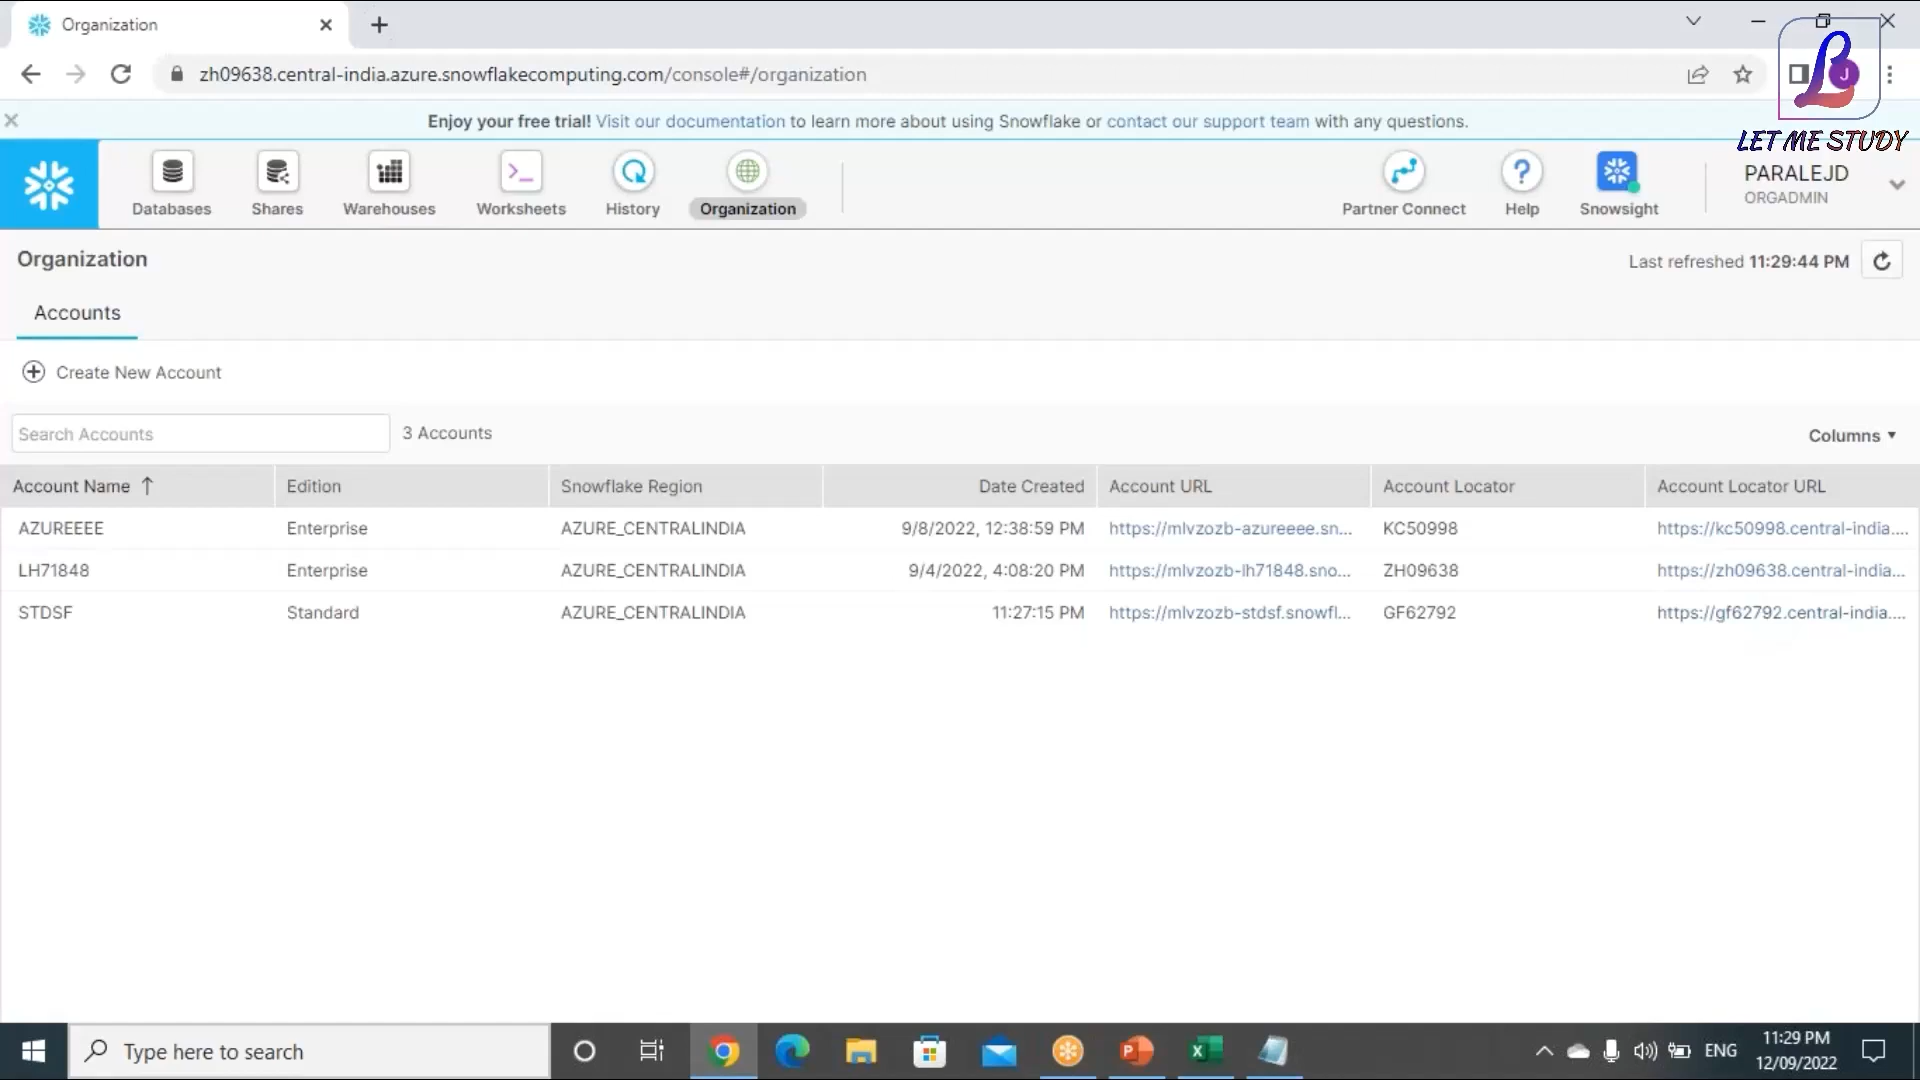 Organization
zh09638.central-india.azure.snowflakecomputing.com/console#/organization
J
LET ME STUDY
Enjoy your free trial! Visit our documentation to learn more about using Snowflake or contact our support team with any questions.
Databases Shares Warehouses Worksheets History Organization Partner Connect Help Snowsight
PARALEJD
ORGADMIN
Organization
Last refreshed 11:29:44 PM
Accounts
Create New Account
Search Accounts 3 Accounts Columns
Account Name Edition Snowflake Region Date Created Account URL Account Locator Account Locator URL
AZUREEEE Enterprise AZURE_CENTRALINDIA 9/8/2022, 12:38:59 PM https://mlvzozb-azureeee.sn... KC50998 https://kc50998.central-india....
LH71848 Enterprise AZURE_CENTRALINDIA 9/4/2022, 4:08:20 PM https://mlvzozb-lh71848.sno... ZH09638 https://zh09638.central-india...
STDSF Standard AZURE_CENTRALINDIA 11:27:15 PM https://mlvzozb-stdsf.snowfl... GF62792 https://gf62792.central-india....
Type here to search
ENG
11:29 PM
12/09/2022